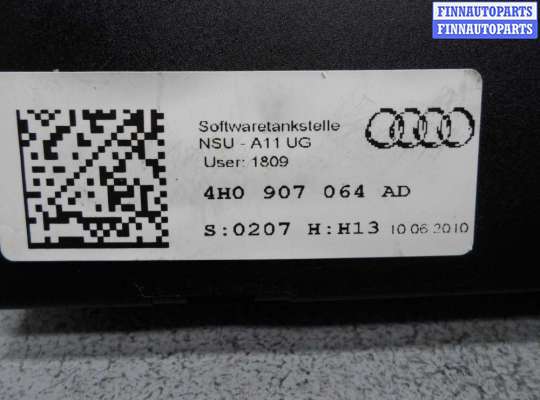 FINNAUTOPARTS
FINNAUTOPARTS
Softwaretankstelle
NSU - A11 UG
User: 1809
4H0 907 064 AD
S:0207 H:H13 10.06.2010